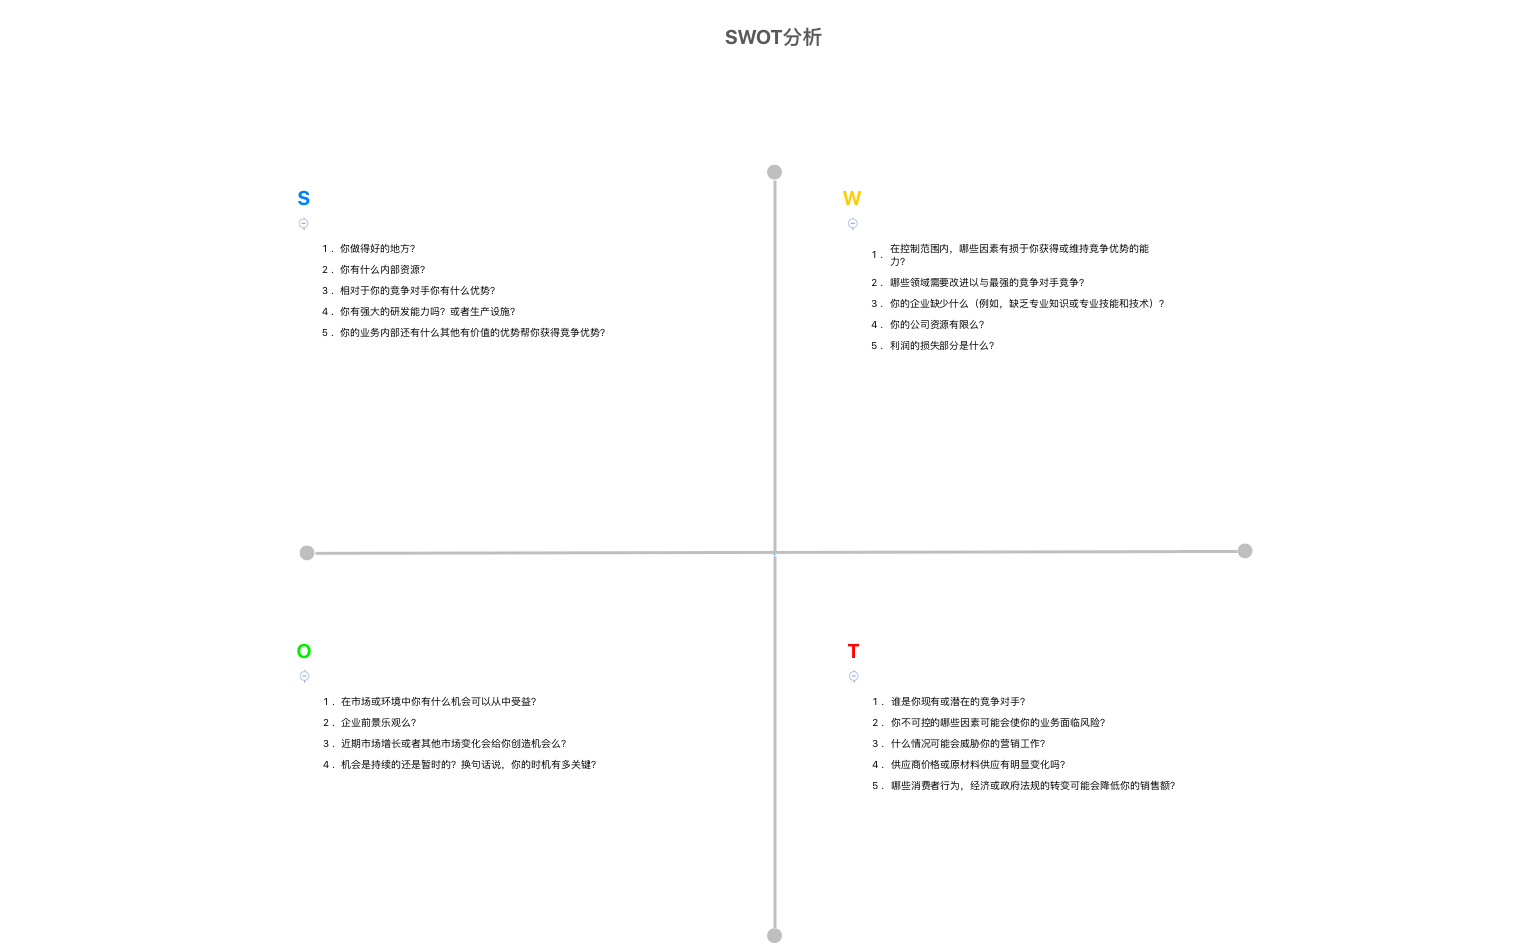 SWOT分析
S
1 . 你做得好的地方?
2 . 你有什么内部资源?
3 . 相对于你的竞争对手你有什么优势?
4 . 你有强大的研发能力吗? 或者生产设施?
5 . 你的业务内部还有什么其他有价值的优势帮你获得竞争优势?
W
1 . 在控制范围内，哪些因素有损于你获得或维持竞争优势的能
力?
2 . 哪些领域需要改进以与最强的竞争对手竞争?
3 . 你的企业缺少什么（例如，缺乏专业知识或专业技能和技术）?
4 . 你的公司资源有限么?
5 . 利润的损失部分是什么?
O
1 . 在市场或环境中你有什么机会可以从中受益?
2 . 企业前景乐观么?
3 . 近期市场增长或者其他市场变化会给你创造机会么?
4 . 机会是持续的还是暂时的? 换句话说，你的时机有多关键?
T
1 . 谁是你现有或潜在的竞争对手?
2 . 你不可控的哪些因素可能会使你的业务面临风险?
3 . 什么情况可能会威胁你的营销工作?
4 . 供应商价格或原材料供应有明显变化吗?
5 . 哪些消费者行为，经济或政府法规的转变可能会降低你的销售额?